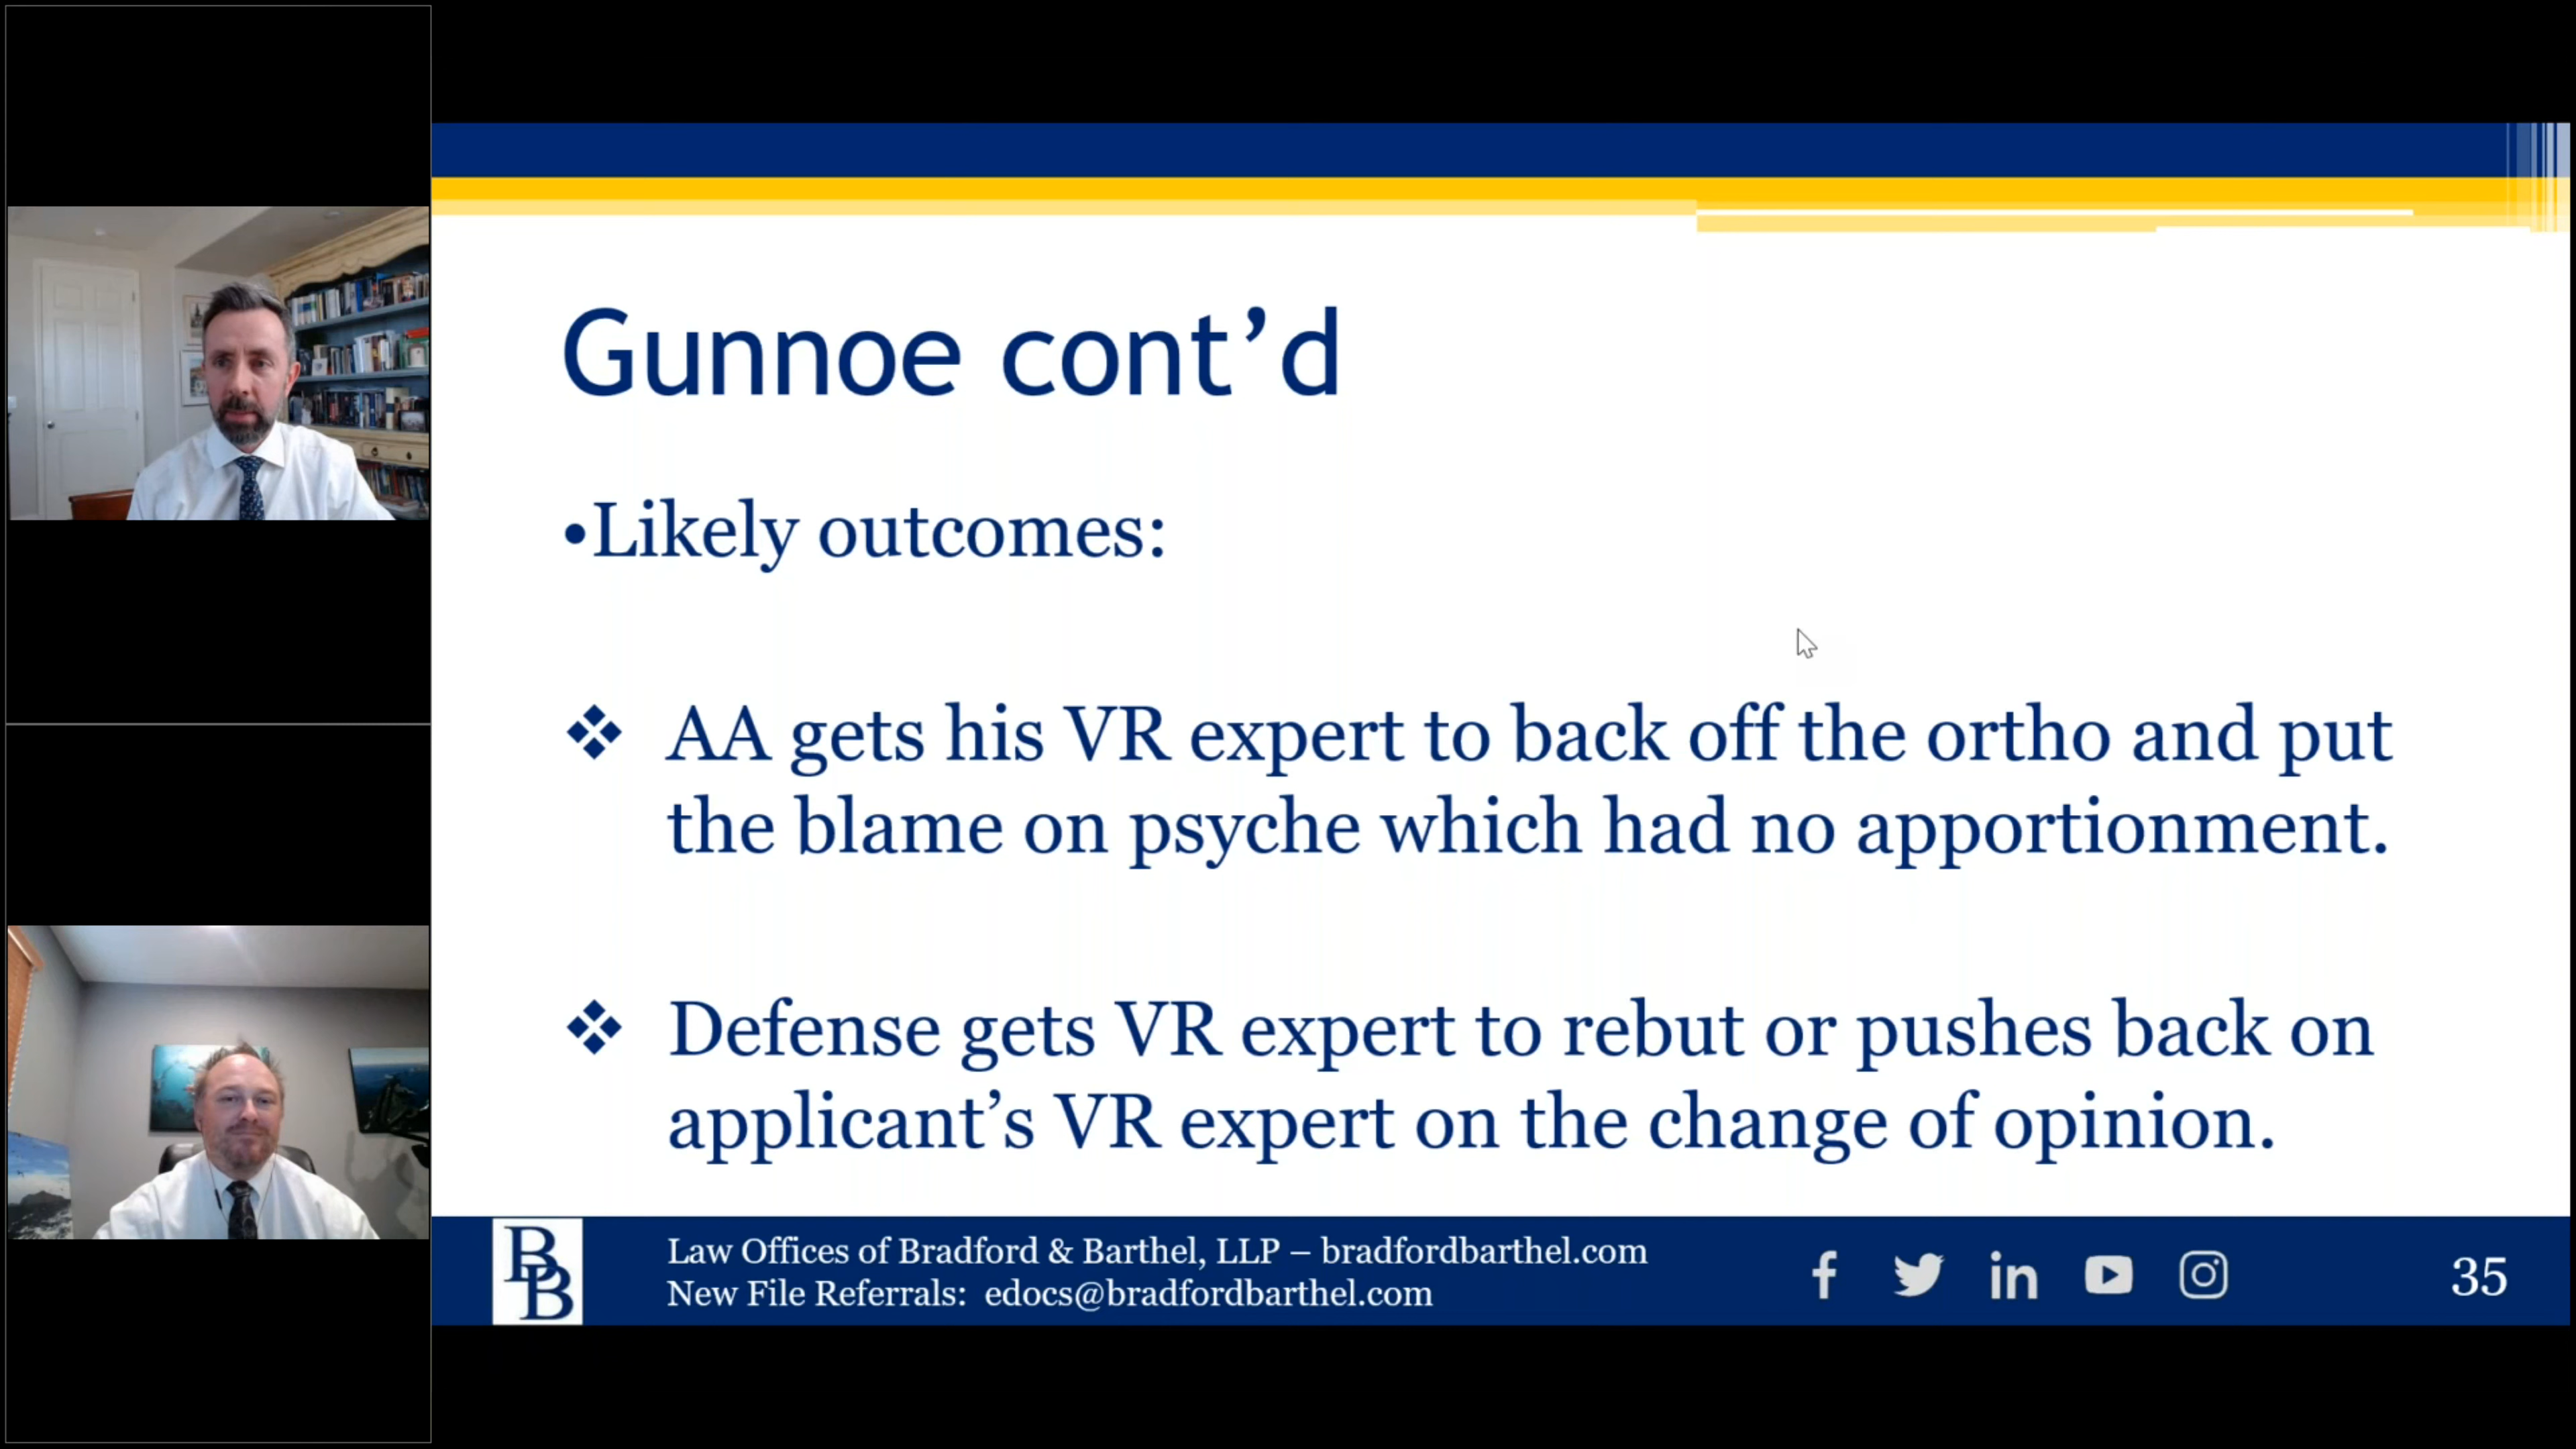 Gunnoe cont’d
•Likely outcomes:
❖ AA gets his VR expert to back off the ortho and put
the blame on psyche which had no apportionment.
❖ Defense gets VR expert to rebut or pushes back on
applicant’s VR expert on the change of opinion.
BB
Law Offices of Bradford & Barthel, LLP – bradfordbarthel.com
New File Referrals: edocs@bradfordbarthel.com
35